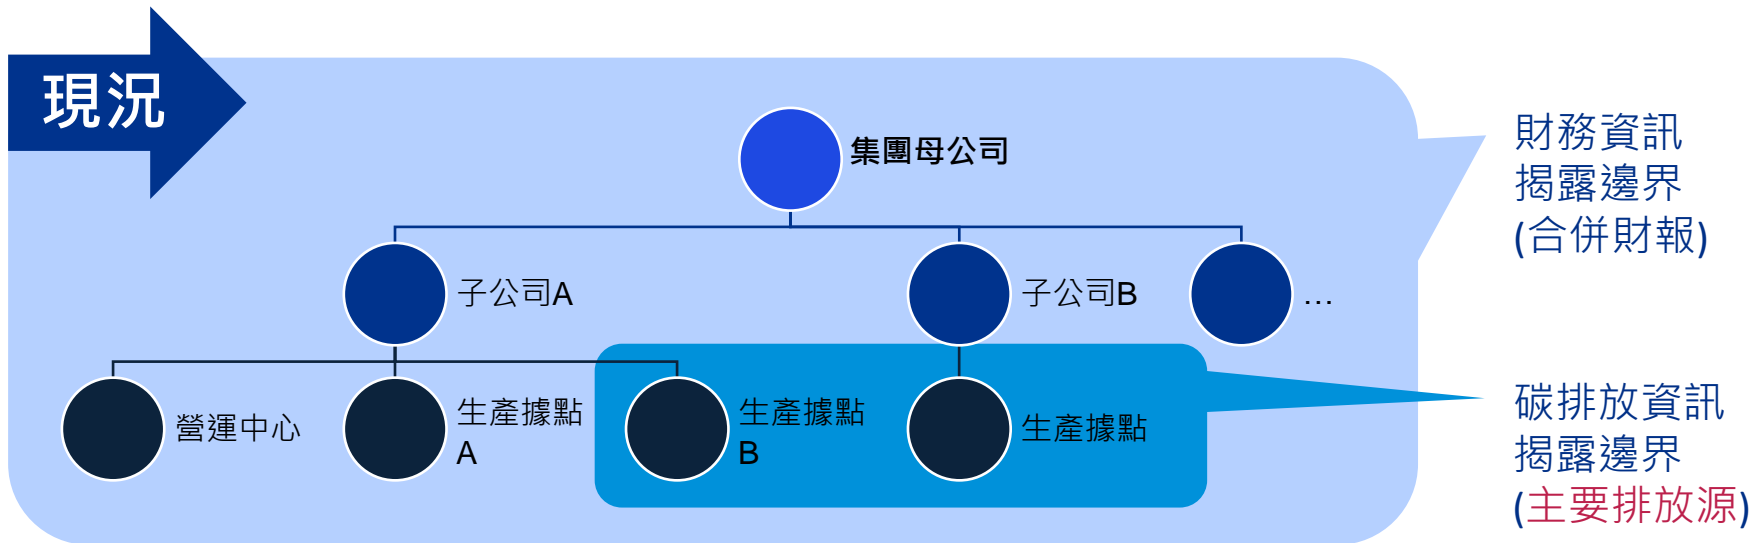 現況
集團母公司
財務資訊
揭露邊界
(合併財報)
子公司A
子公司B
…
營運中心
生產據點
A
生產據點
B
生產據點
碳排放資訊
揭露邊界
(主要排放源)